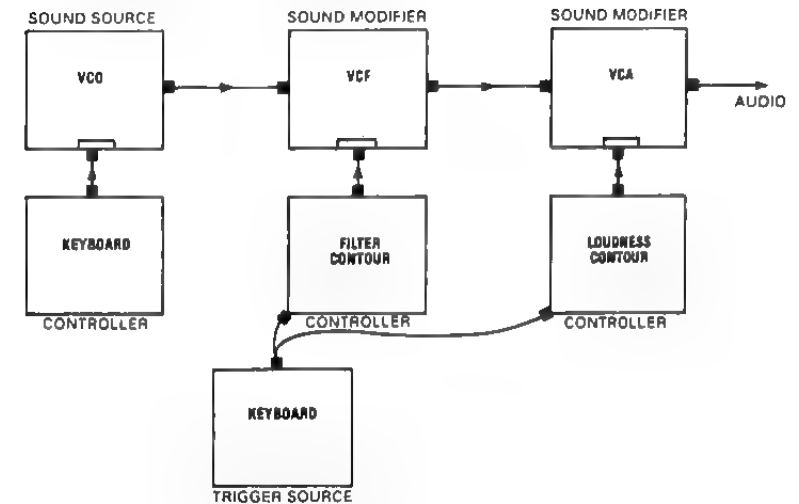 SOUND SOURCE
SOUND MODIFIER
SOUND MODIFIER
VCO
VCF
VCA
AUDIO
KEYBOARD
FILTER
CONTOUR
LOUDNESS
CONTOUR
CONTROLLER
CONTROLLER
CONTROLLER
KEYBOARD
TRIGGER SOURCE